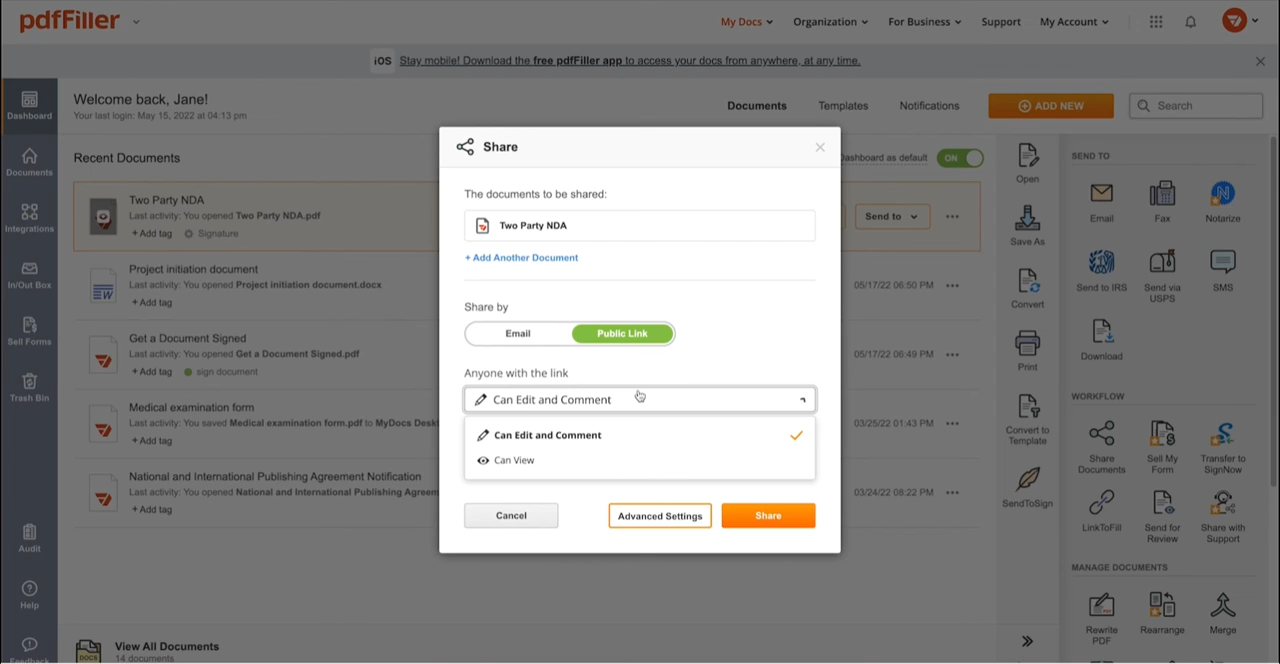 pdfFiller
My Docs
Organization
For Business
Support
My Account
iOS
Stay mobile! Download the free pdfFiller app to access your docs from anywhere, at any time.
Dashboard
Documents
Integrations
In/Out Box
Sell Forms
Trash Bin
Audit
Help
Feedback
Welcome back, Jane!
Your last login: May 15, 2022 at 04:13 pm
Documents
Templates
Notifications
ADD NEW
Search
Recent Documents
Dashboard as default
ON
Two Party NDA
Last activity: You opened Two Party NDA.pdf
+ Add tag
Signature
Send to
Project initiation document
Last activity: You opened Project initiation document.docx
+ Add tag
05/17/22 06:50 PM
Get a Document Signed
Last activity: You opened Get a Document Signed.pdf
+ Add tag
sign document
05/17/22 06:49 PM
Medical examination form
Last activity: You saved Medical examination form.pdf to MyDocs Desk
+ Add tag
03/25/22 01:43 PM
National and International Publishing Agreement Notification
Last activity: You opened National and International Publishing Agreem
+ Add tag
03/24/22 08:22 PM
View All Documents
14 documents
DOCS
Share
The documents to be shared:
Two Party NDA
+ Add Another Document
Share by
Email
Public Link
Anyone with the link
Can Edit and Comment
Can Edit and Comment
Can View
Cancel
Advanced Settings
Share
Open
Save As
Convert
Print
Convert to
Template
SendToSign
SEND TO
Email
Fax
Notarize
Send to IRS
Send via
USPS
SMS
Download
WORKFLOW
Share
Documents
Sell My
Form
Transfer to
SignNow
LinkToFill
Send for
Review
Share with
Support
MANAGE DOCUMENTS
Rewrite
PDF
Rearrange
Merge